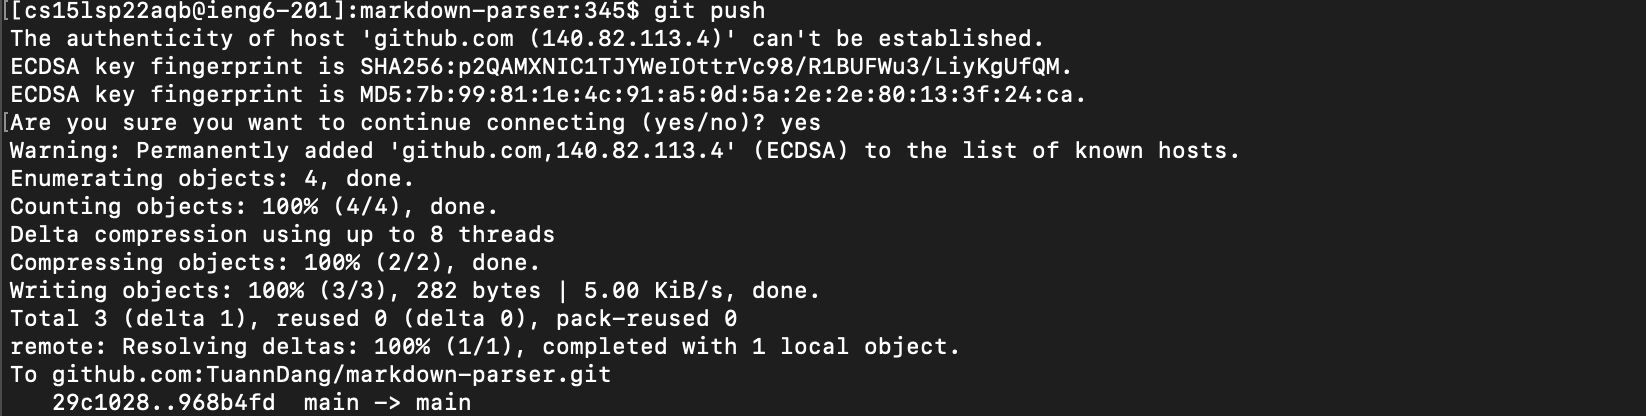 [[cs15lsp22aqb@ieng6-201]:markdown-parser:345$ git push
The authenticity of host 'github.com (140.82.113.4)' can't be established.
ECDSA key fingerprint is SHA256:p2QAMXNIC1TJYWeIOttrVc98/R1BUFWu3/LiyKgUfQM.
ECDSA key fingerprint is MD5:7b:99:81:1e:4c:91:a5:0d:5a:2e:2e:80:13:3f:24:ca.
[Are you sure you want to continue connecting (yes/no)? yes
Warning: Permanently added 'github.com,140.82.113.4' (ECDSA) to the list of known hosts.
Enumerating objects: 4, done.
Counting objects: 100% (4/4), done.
Delta compression using up to 8 threads
Compressing objects: 100% (2/2), done.
Writing objects: 100% (3/3), 282 bytes | 5.00 KiB/s, done.
Total 3 (delta 1), reused 0 (delta 0), pack-reused 0
remote: Resolving deltas: 100% (1/1), completed with 1 local object.
To github.com:TuannDang/markdown-parser.git
   29c1028..968b4fd  main -> main